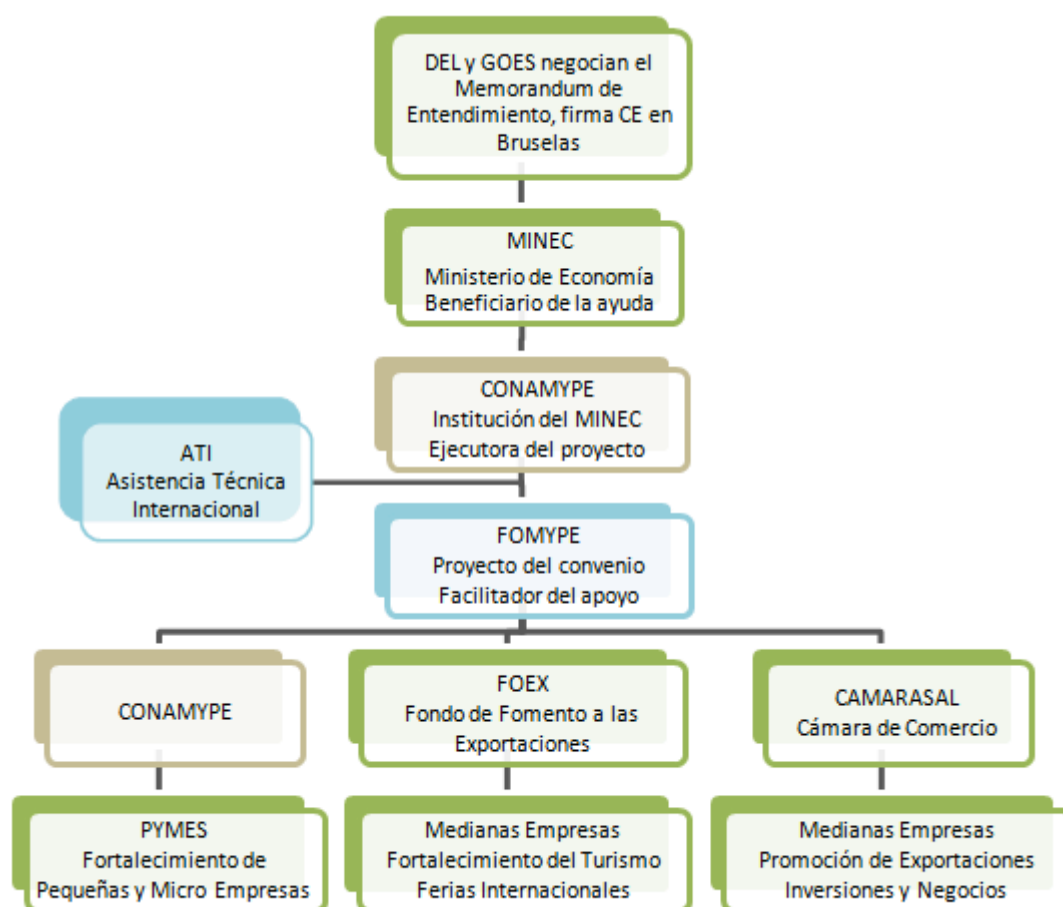 DEL y GOES negocian el
Memorandum de
Entendimiento, firma CE en
Bruselas
MINEC
Ministerio de Economía
Beneficiario de la ayuda
CONAMYPE
Institución del MINEC
Ejecutora del proyecto
ATI
Asistencia Técnica
Internacional
FOMYPE
Proyecto del convenio
Facilitador del apoyo
CONAMYPE
FOEX
Fondo de Fomento a las
Exportaciones
CAMARASAL
Cámara de Comercio
PYMES
Fortalecimiento de
Pequeñas y Micro Empresas
Medianas Empresas
Fortalecimiento del Turismo
Ferias Internacionales
Medianas Empresas
Promoción de Exportaciones
Inversiones y Negocios